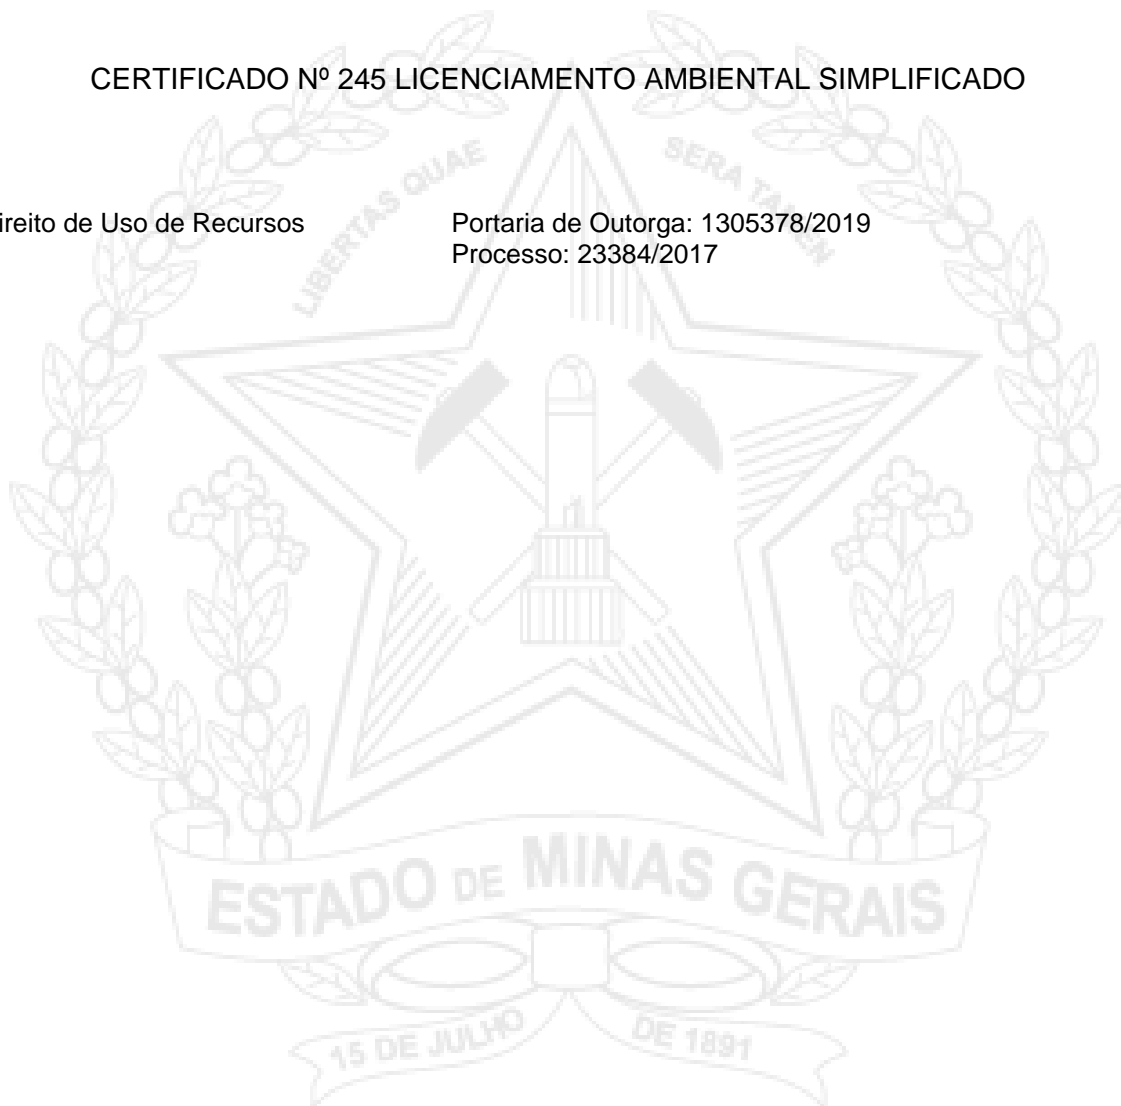 CERTIFICADO Nº 245 LICENCIAMENTO AMBIENTAL SIMPLIFICADO
LIBERTAS QUAE SERA TAMEN
ireito de Uso de Recursos
Portaria de Outorga: 1305378/2019
Processo: 23384/2017
ESTADO DE MINAS GERAIS
15 DE JULHO DE 1891